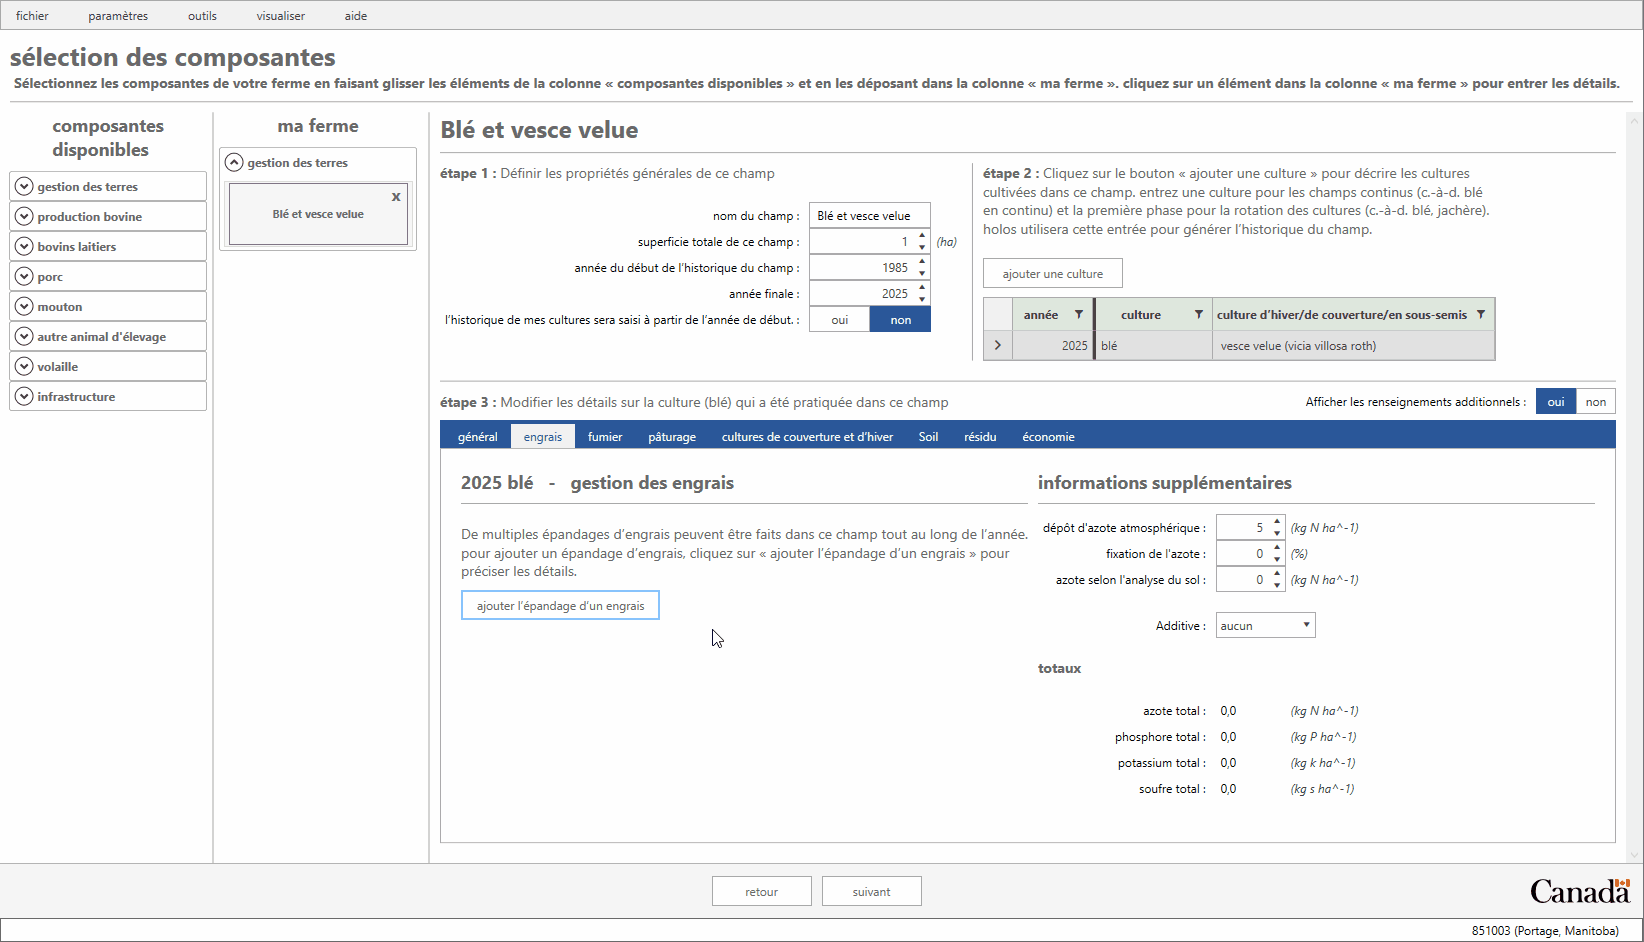 fichier paramètres outils visualiser aide
sélection des composantes
Sélectionnez les composantes de votre ferme en faisant glisser les éléments de la colonne « composantes disponibles » et en les déposant dans la colonne « ma ferme ». cliquez sur un élément dans la colonne « ma ferme » pour entrer les détails.
composantes
disponibles
gestion des terres
production bovine
bovins laitiers
porc
mouton
autre animal d'élevage
volaille
infrastructure
ma ferme
gestion des terres
x
Blé et vesce velue
Blé et vesce velue
étape 1 : Définir les propriétés générales de ce champ
nom du champ : Blé et vesce velue
superficie totale de ce champ : 1 (ha)
année du début de l’historique du champ : 1985
année finale : 2025
l’historique de mes cultures sera saisi à partir de l’année de début. : oui non
étape 2 : Cliquez sur le bouton « ajouter une culture » pour décrire les cultures
cultivées dans ce champ. entrez une culture pour les champs continus (c.-à-d. blé
en continu) et la première phase pour la rotation des cultures (c.-à-d. blé, jachère).
holos utilisera cette entrée pour générer l’historique du champ.
ajouter une culture
année culture culture d’hiver/de couverture/en sous-semis
2025 blé vesce velue (vicia villosa roth)
étape 3 : Modifier les détails sur la culture (blé) qui a été pratiquée dans ce champ
Afficher les renseignements additionnels : oui non
général engrais fumier pâturage cultures de couverture et d’hiver Soil résidu économie
2025 blé - gestion des engrais
De multiples épandages d’engrais peuvent être faits dans ce champ tout au long de l’année.
pour ajouter un épandage d’engrais, cliquez sur « ajouter l’épandage d’un engrais » pour
préciser les détails.
ajouter l’épandage d’un engrais
informations supplémentaires
dépôt d'azote atmosphérique : 5 (kg N ha^-1)
fixation de l'azote : 0 (%)
azote selon l'analyse du sol : 0 (kg N ha^-1)
Additive : aucun
totaux
azote total : 0,0 (kg N ha^-1)
phosphore total : 0,0 (kg P ha^-1)
potassium total : 0,0 (kg k ha^-1)
soufre total : 0,0 (kg s ha^-1)
retour suivant
Canada
851003 (Portage, Manitoba)